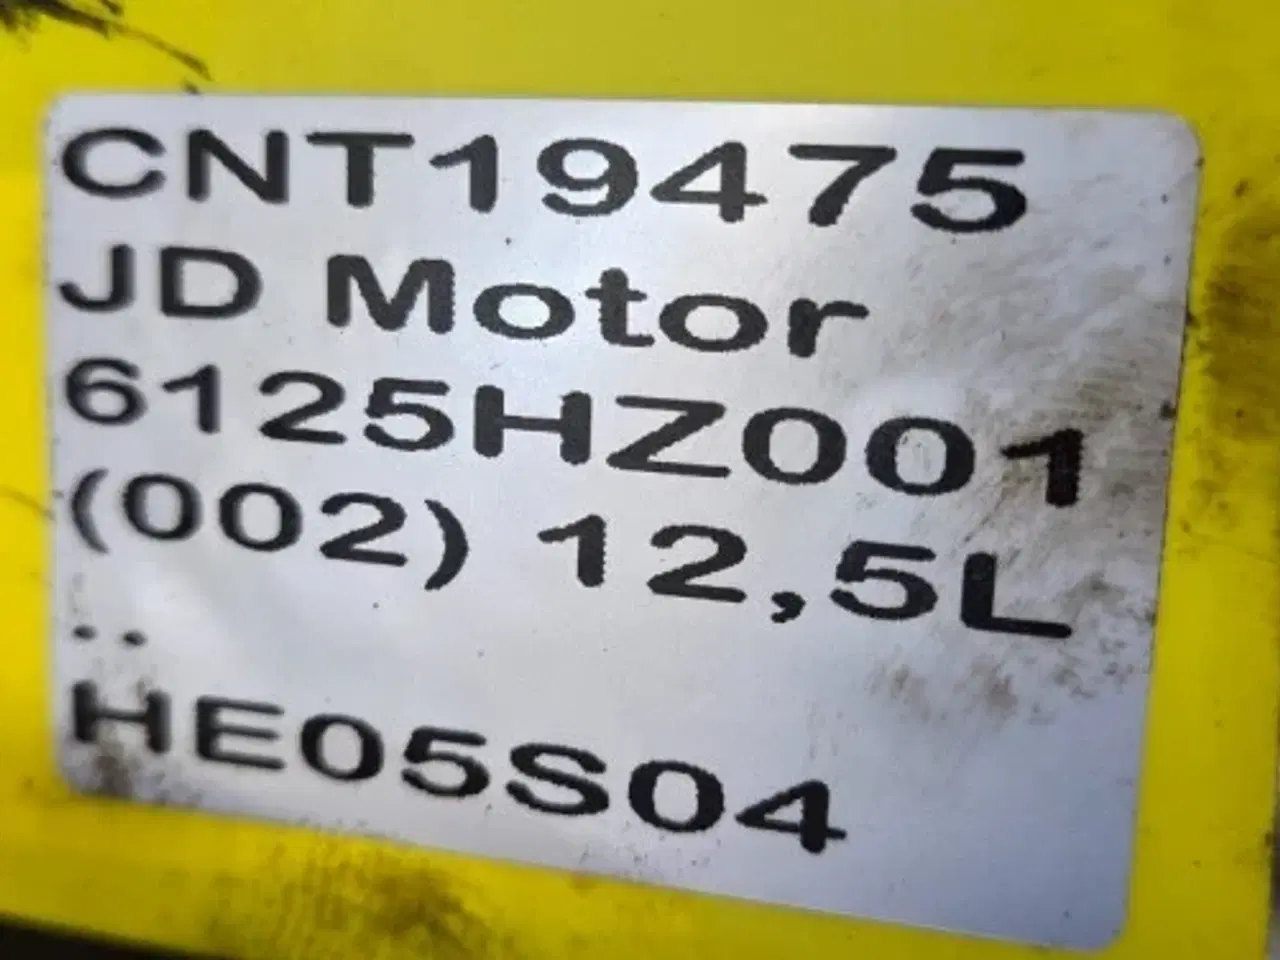 CNT19475
JD Motor
6125HZ001
(002) 12,5L
..
HE05S04